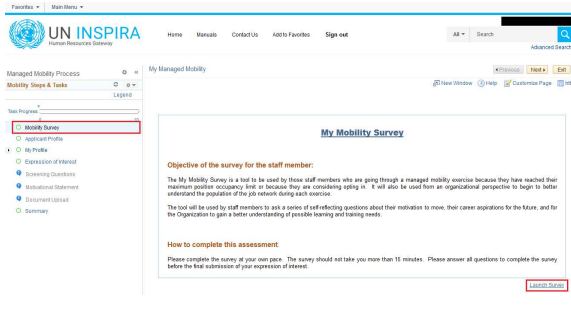 Favorites Main Menu
UN INSPIRA
Human Resources Gateway
Home Manuals Contact Us Add to Favorites Sign out
All Search
Advanced Search
Managed Mobility Process
Mobility Steps & Tasks
Legend
Task Progress:
Mobility Survey
Applicant Profile
My Profile
Expression of Interest
Screening Questions
Motivational Statement
Document Upload
Summary
My Managed Mobility
Previous Next Exit
New Window Help Customize Page
My Mobility Survey
Objective of the survey for the staff member:
The My Mobility Survey is a tool to be used by those staff members who are going through a managed mobility exercise because they have reached their
maximum position occupancy limit or because they are considering opting in. It will also be used from an organizational perspective to begin to better
understand the population of the job network during each exercise.
The tool will be used by staff members to ask a series of self-reflecting questions about their motivation to move, their career aspirations for the future, and for
the Organization to gain a better understanding of possible learning and training needs.
How to complete this assessment
Please complete the survey at your own pace. The survey should not take you more than 15 minutes. Please answer all questions to complete the survey
before the final submission of your expression of interest.
Launch Survey